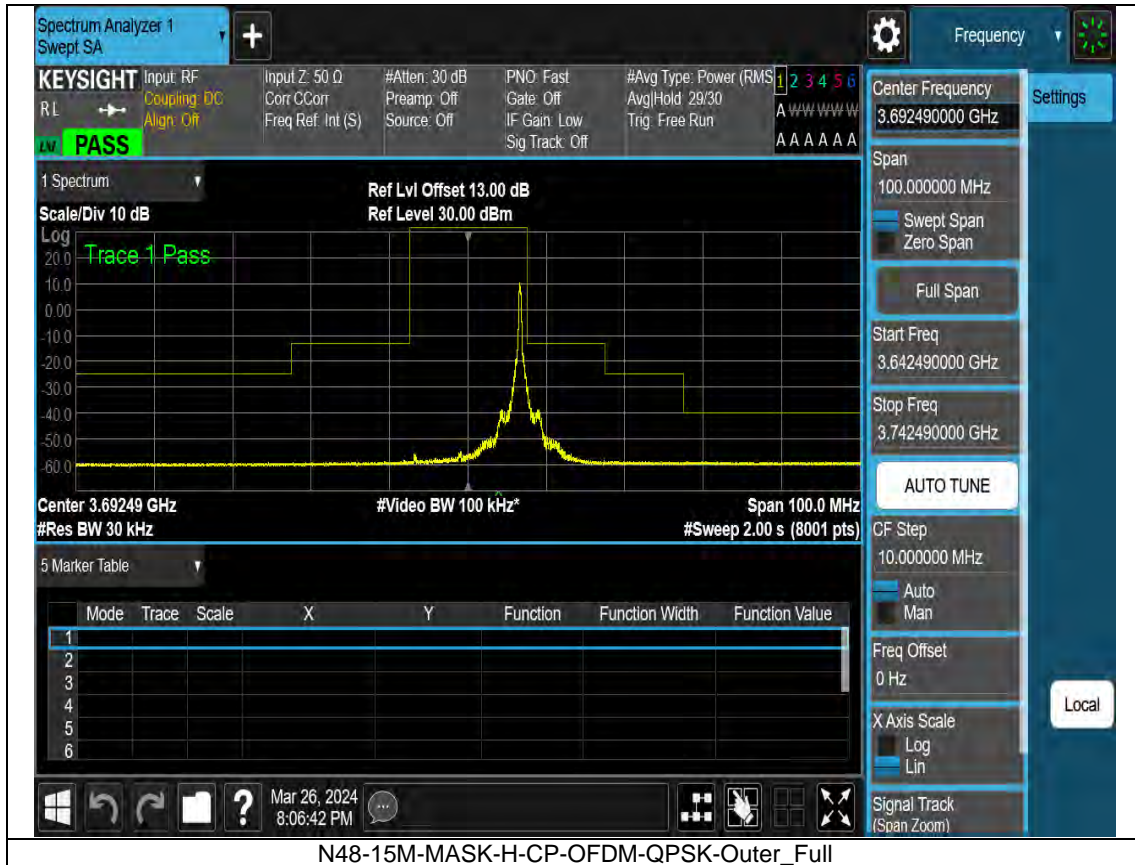 Spectrum Analyzer 1
Swept SA
+
Frequency
KEYSIGHT
RL
PASS
Input: RF
Coupling: DC
Align: Off
Input Z: 50 Ω
Corr CCorr
Freq Ref: Int (S)
#Atten: 30 dB
Preamp: Off
Source: Off
PNO: Fast
Gate: Off
IF Gain: Low
Sig Track: Off
#Avg Type: Power (RMS
Avg|Hold: 29/30
Trig: Free Run
1 2 3 4 5 6
A W W W W W
A A A A A A
1 Spectrum
Ref Lvl Offset 13.00 dB
Scale/Div 10 dB
Ref Level 30.00 dBm
Log
Trace 1 Pass
20.0
10.0
0.00
-10.0
-20.0
-30.0
-40.0
-50.0
-60.0
Center 3.69249 GHz
#Video BW 100 kHz*
Span 100.0 MHz
#Res BW 30 kHz
#Sweep 2.00 s (8001 pts)
5 Marker Table
Mode Trace Scale X Y Function Function Width Function Value
1
2
3
4
5
6
?
Mar 26, 2024
8:06:42 PM
Center Frequency
3.692490000 GHz
Settings
Span
100.000000 MHz
Swept Span
Zero Span
Full Span
Start Freq
3.642490000 GHz
Stop Freq
3.742490000 GHz
AUTO TUNE
CF Step
10.000000 MHz
Auto
Man
Freq Offset
0 Hz
Local
X Axis Scale
Log
Lin
Signal Track
(Span Zoom)
N48-15M-MASK-H-CP-OFDM-QPSK-Outer_Full